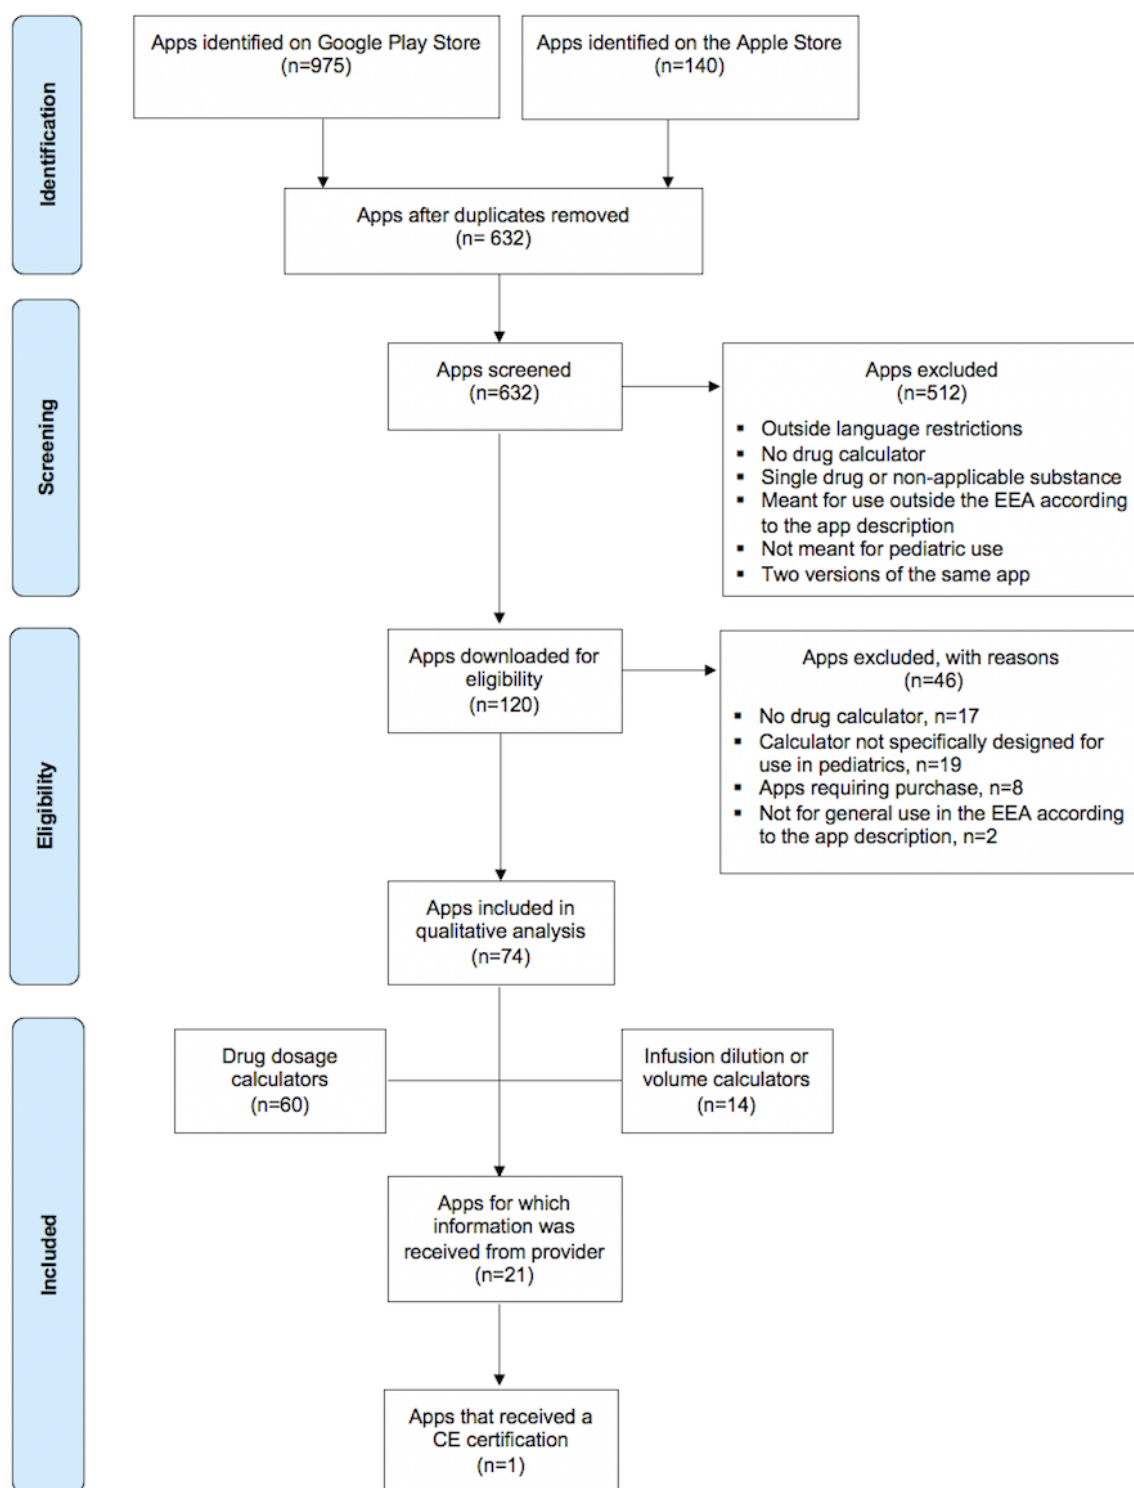 Identification
Apps identified on Google Play Store
(n=975)
Apps identified on the Apple Store
(n=140)
Apps after duplicates removed
(n= 632)
Screening
Apps screened
(n=632)
Apps excluded
(n=512)
▪ Outside language restrictions
▪ No drug calculator
▪ Single drug or non-applicable substance
▪ Meant for use outside the EEA according
to the app description
▪ Not meant for pediatric use
▪ Two versions of the same app
Eligibility
Apps downloaded for
eligibility
(n=120)
Apps excluded, with reasons
(n=46)
▪ No drug calculator, n=17
▪ Calculator not specifically designed for
use in pediatrics, n=19
▪ Apps requiring purchase, n=8
▪ Not for general use in the EEA according
to the app description, n=2
Apps included in
qualitative analysis
(n=74)
Included
Drug dosage
calculators
(n=60)
Infusion dilution or
volume calculators
(n=14)
Apps for which
information was
received from provider
(n=21)
Apps that received a
CE certification
(n=1)